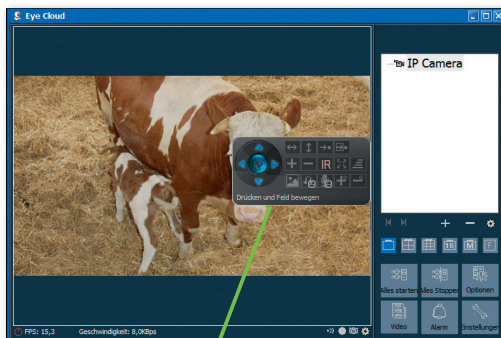 Eye Cloud
IP Camera
IR
Drücken und Feld bewegen
16
M
F
Alles starten
Alles Stoppen
Optionen
Video
Alarm
Einstellungen
FPS: 15,3
Geschwindigkeit: 8,0KBps